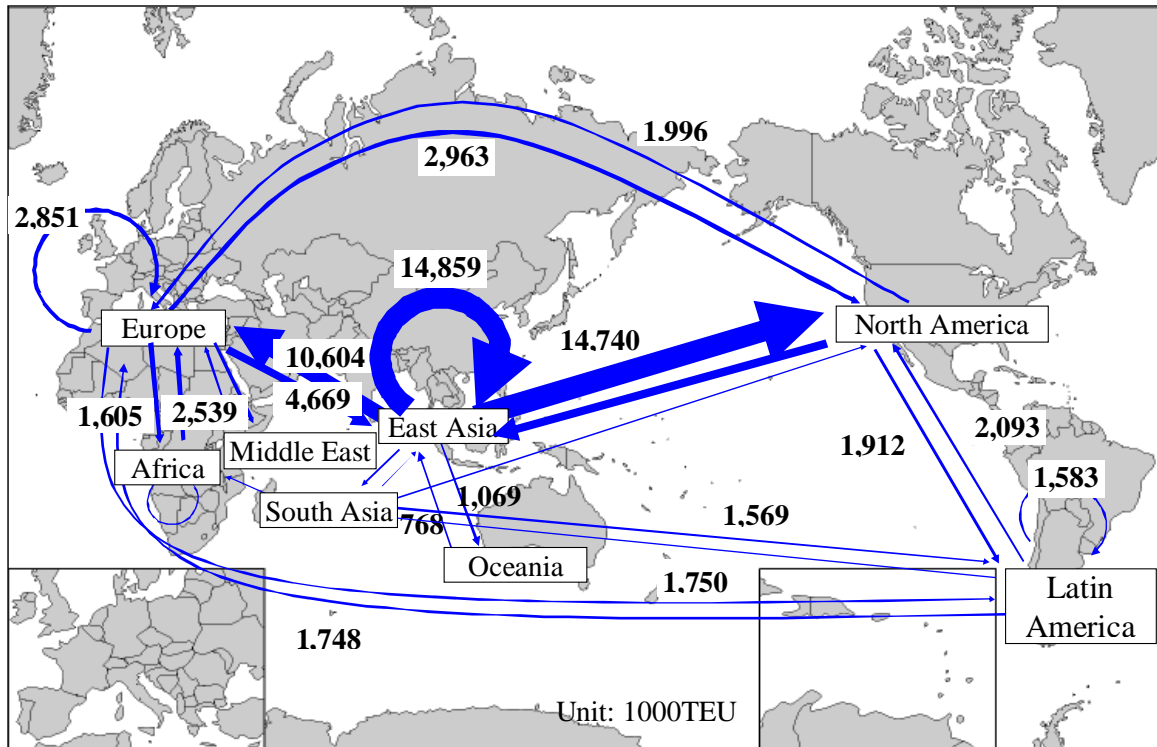 1,996
2,963
2,851
14,859
Europe
North America
14,740
10,604
4,669
1,605
2,539
East Asia
Middle East
1,912
2,093
Africa
1,583
South Asia
1,069
768
1,569
Oceania
1,750
Latin
America
1,748
Unit: 1000TEU